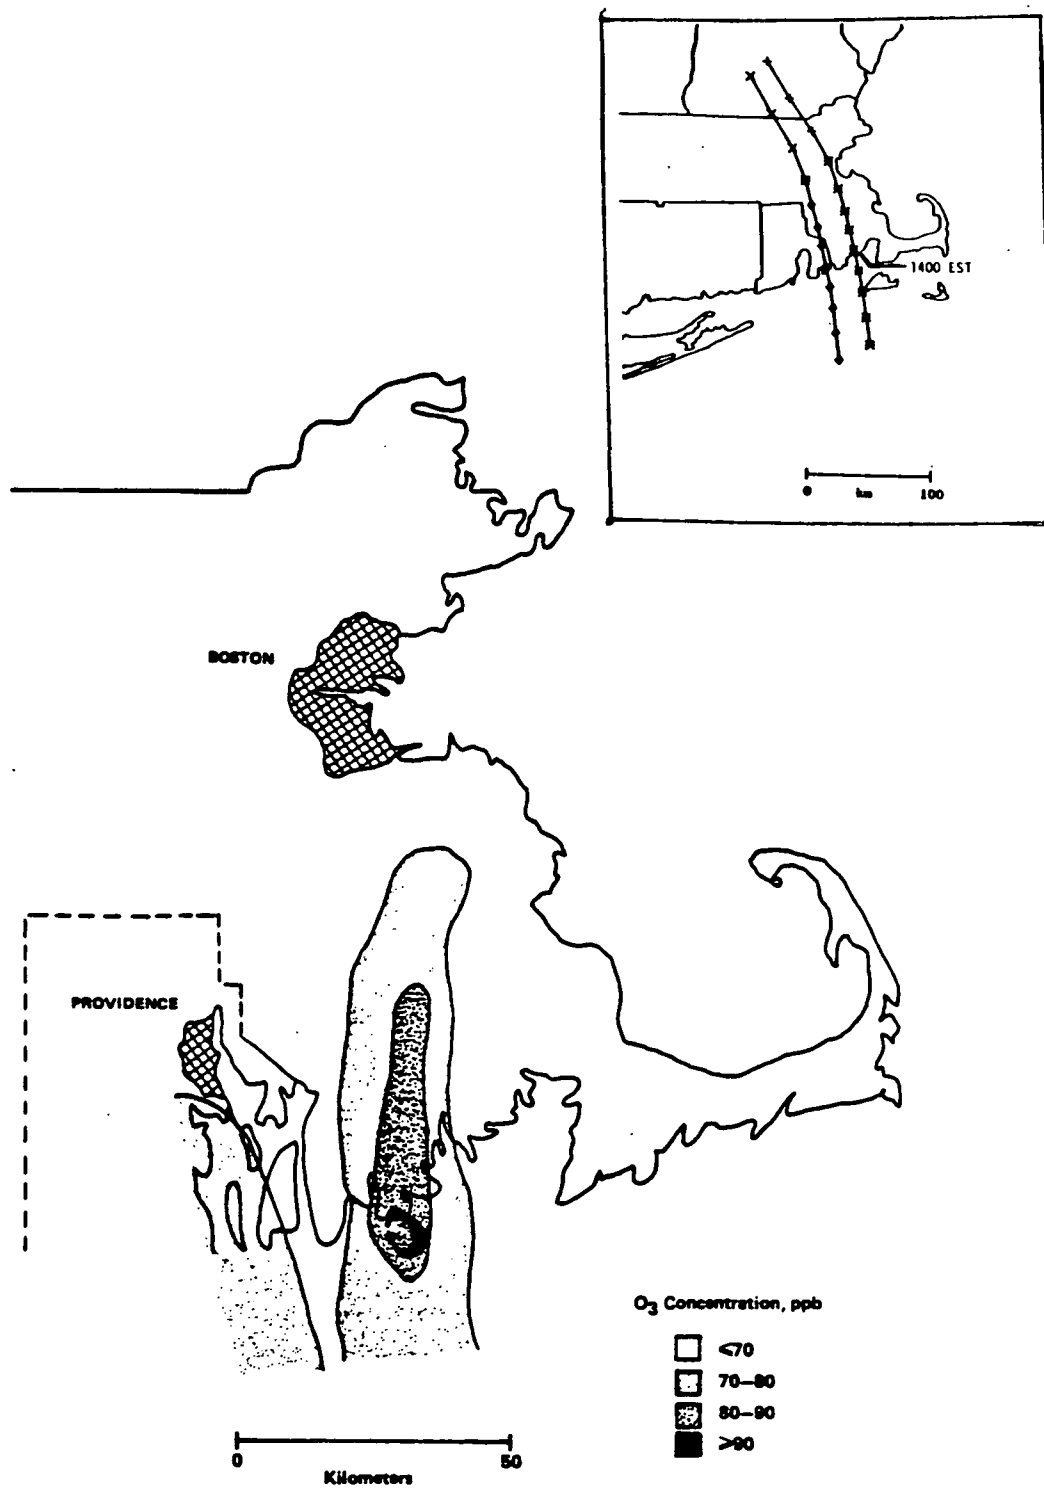 1400 EST
0 km 100
BOSTON
PROVIDENCE
O3 Concentration, ppb
≤70
70–80
80–90
>90
0 50
Kilometers